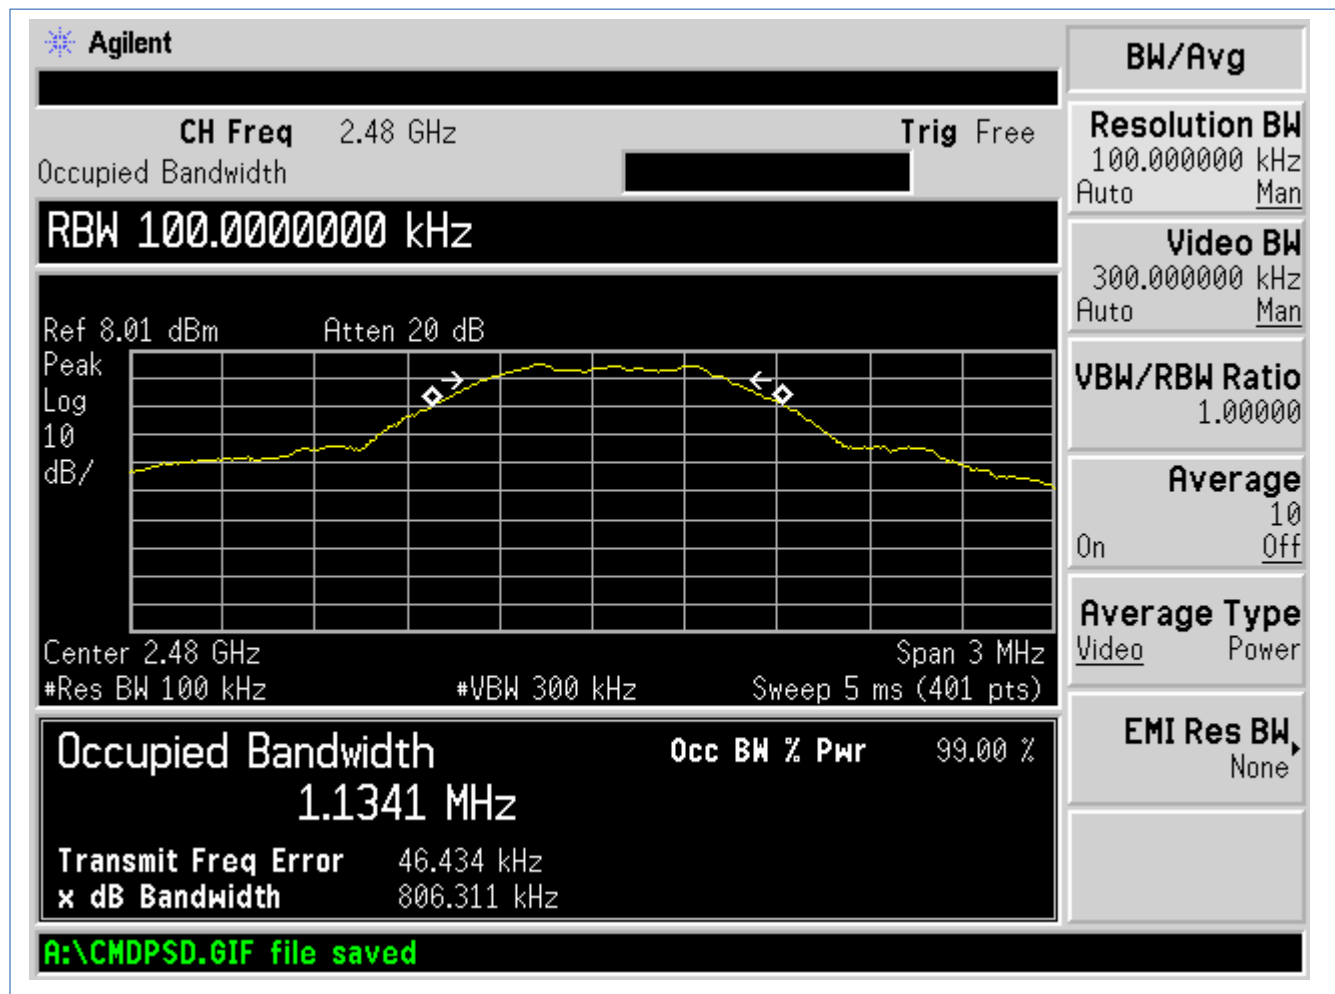 Agilent
BW/Avg
CH Freq 2.48 GHz Trig Free
Occupied Bandwidth
RBW 100.0000000 kHz
Ref 8.01 dBm Atten 20 dB
Peak
Log
10
dB/
Center 2.48 GHz Span 3 MHz
#Res BW 100 kHz #VBW 300 kHz Sweep 5 ms (401 pts)
Occupied Bandwidth Occ BW % Pwr 99.00 %
1.1341 MHz
Transmit Freq Error 46.434 kHz
x dB Bandwidth 806.311 kHz
A:\CMDPSD.GIF file saved
Resolution BW
100.000000 kHz
Auto Man
Video BW
300.000000 kHz
Auto Man
VBW/RBW Ratio
1.00000
Average
10
On Off
Average Type
Video Power
EMI Res BW
None